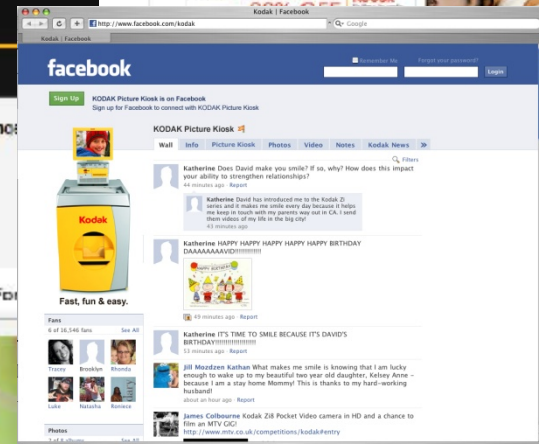 Kodak | Facebook
http://www.facebook.com/kodak
Google
Kodak | Facebook
facebook
Remember Me
Forgot your password?
Login
Sign Up
KODAK Picture Kiosk is on Facebook
Sign up for Facebook to connect with KODAK Picture Kiosk
KODAK Picture Kiosk
Wall Info Picture Kiosk Photos Video Notes Kodak News »
Filters
Katherine Does David make you smile? If so, why? How does this impact
your ability to strengthen relationships?
44 minutes ago · Report
Katherine David has introduced me to the Kodak Zi
series and it makes me smile every day because it helps
me keep in touch with my parents way out in CA. I send
them videos of my life in the big city!
43 minutes ago
Katherine HAPPY HAPPY HAPPY HAPPY HAPPY BIRTHDAY
DAAAAAAAVID!!!!!!!!!!!!!
49 minutes ago · Report
Katherine IT'S TIME TO SMILE BECAUSE IT'S DAVID'S
BIRTHDAY!!!!!!!!!!!!!!!!!!!!
53 minutes ago · Report
Jill Mozdzen Kathan What makes me smile is knowing that I am lucky
enough to wake up to my beautiful two year old daughter, Kelsey Anne -
because I am a stay home Mommy! This is thanks to my hard-working
husband!
about an hour ago · Report
James Colbourne Kodak Zi8 Pocket Video camera in HD and a chance to
film an MTV GIG!
http://www.mtv.co.uk/competitions/kodak#entry
Kodak
Fast, fun & easy.
Fans
6 of 16,546 fans See All
Tracey Brooklyn Rhonda
Luke Natasha Roniece
Photos
See All